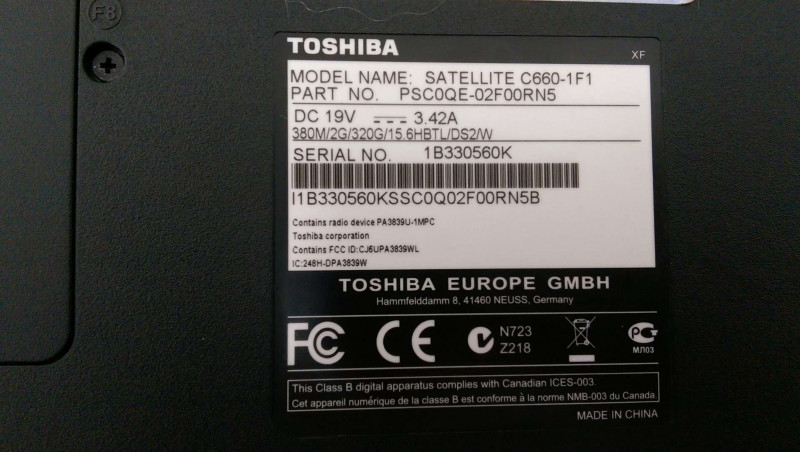 F8
TOSHIBA
XF
MODEL NAME: SATELLITE C660-1F1
PART NO. PSC0QE-02F00RN5
DC 19V 3.42A
380M/2G/320G/15.6HBTL/DS2/W
SERIAL NO. 1B330560K
I1B330560KSSC0Q02F00RN5B
Contains radio device PA3839U-1MPC
Toshiba corporation
Contains FCC ID:CJ6UPA3839WL
IC:248H-DPA3839W
TOSHIBA EUROPE GMBH
Hammfelddamm 8, 41460 NEUSS, Germany
FC CE N723
Z218
PG
МЛ03
This Class B digital apparatus complies with Canadian ICES-003.
Cet appareil numérique de la classe B est conforme à la norme NMB-003 du Canada
MADE IN CHINA